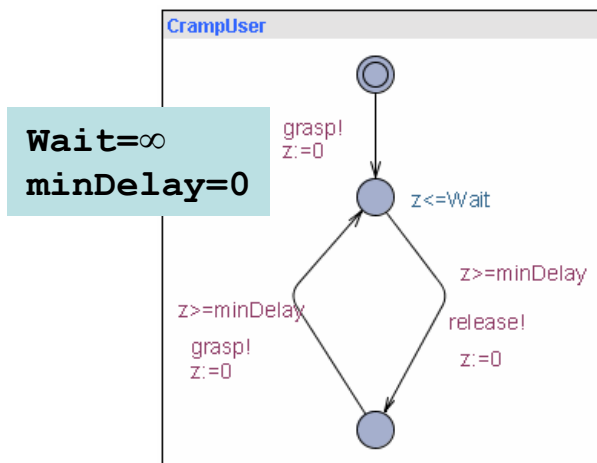 CrampUser
Wait=∞
minDelay=0
grasp!
z:=0
z<=Wait
z>=minDelay
release!
z:=0
z>=minDelay
grasp!
z:=0